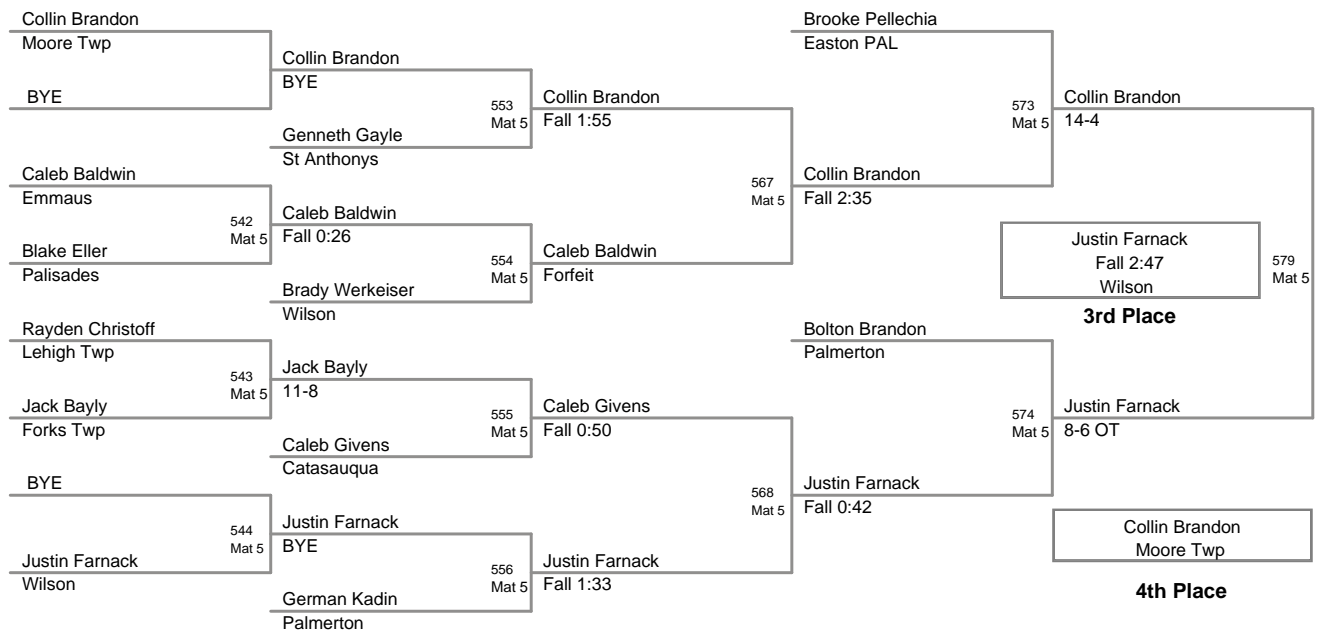 Collin Brandon
Moore Twp
BYE
Caleb Baldwin
Emmaus
542
Mat 5
Blake Eller
Palisades
Rayden Christoff
Lehigh Twp
543
Mat 5
Jack Bayly
Forks Twp
BYE
544
Mat 5
Justin Farnack
Wilson
Collin Brandon
BYE
553
Mat 5
Genneth Gayle
St Anthonys
Caleb Baldwin
Fall 0:26
554
Mat 5
Brady Werkeiser
Wilson
Jack Bayly
11-8
555
Mat 5
Caleb Givens
Catasauqua
Justin Farnack
BYE
556
Mat 5
German Kadin
Palmerton
Collin Brandon
Fall 1:55
567
Mat 5
Caleb Baldwin
Forfeit
Caleb Givens
Fall 0:50
568
Mat 5
Justin Farnack
Fall 1:33
Brooke Pellechia
Easton PAL
573
Mat 5
Collin Brandon
Fall 2:35
Bolton Brandon
Palmerton
574
Mat 5
Justin Farnack
Fall 0:42
Collin Brandon
14-4
Justin Farnack
Fall 2:47
Wilson
579
Mat 5
3rd Place
Justin Farnack
8-6 OT
Collin Brandon
Moore Twp
4th Place